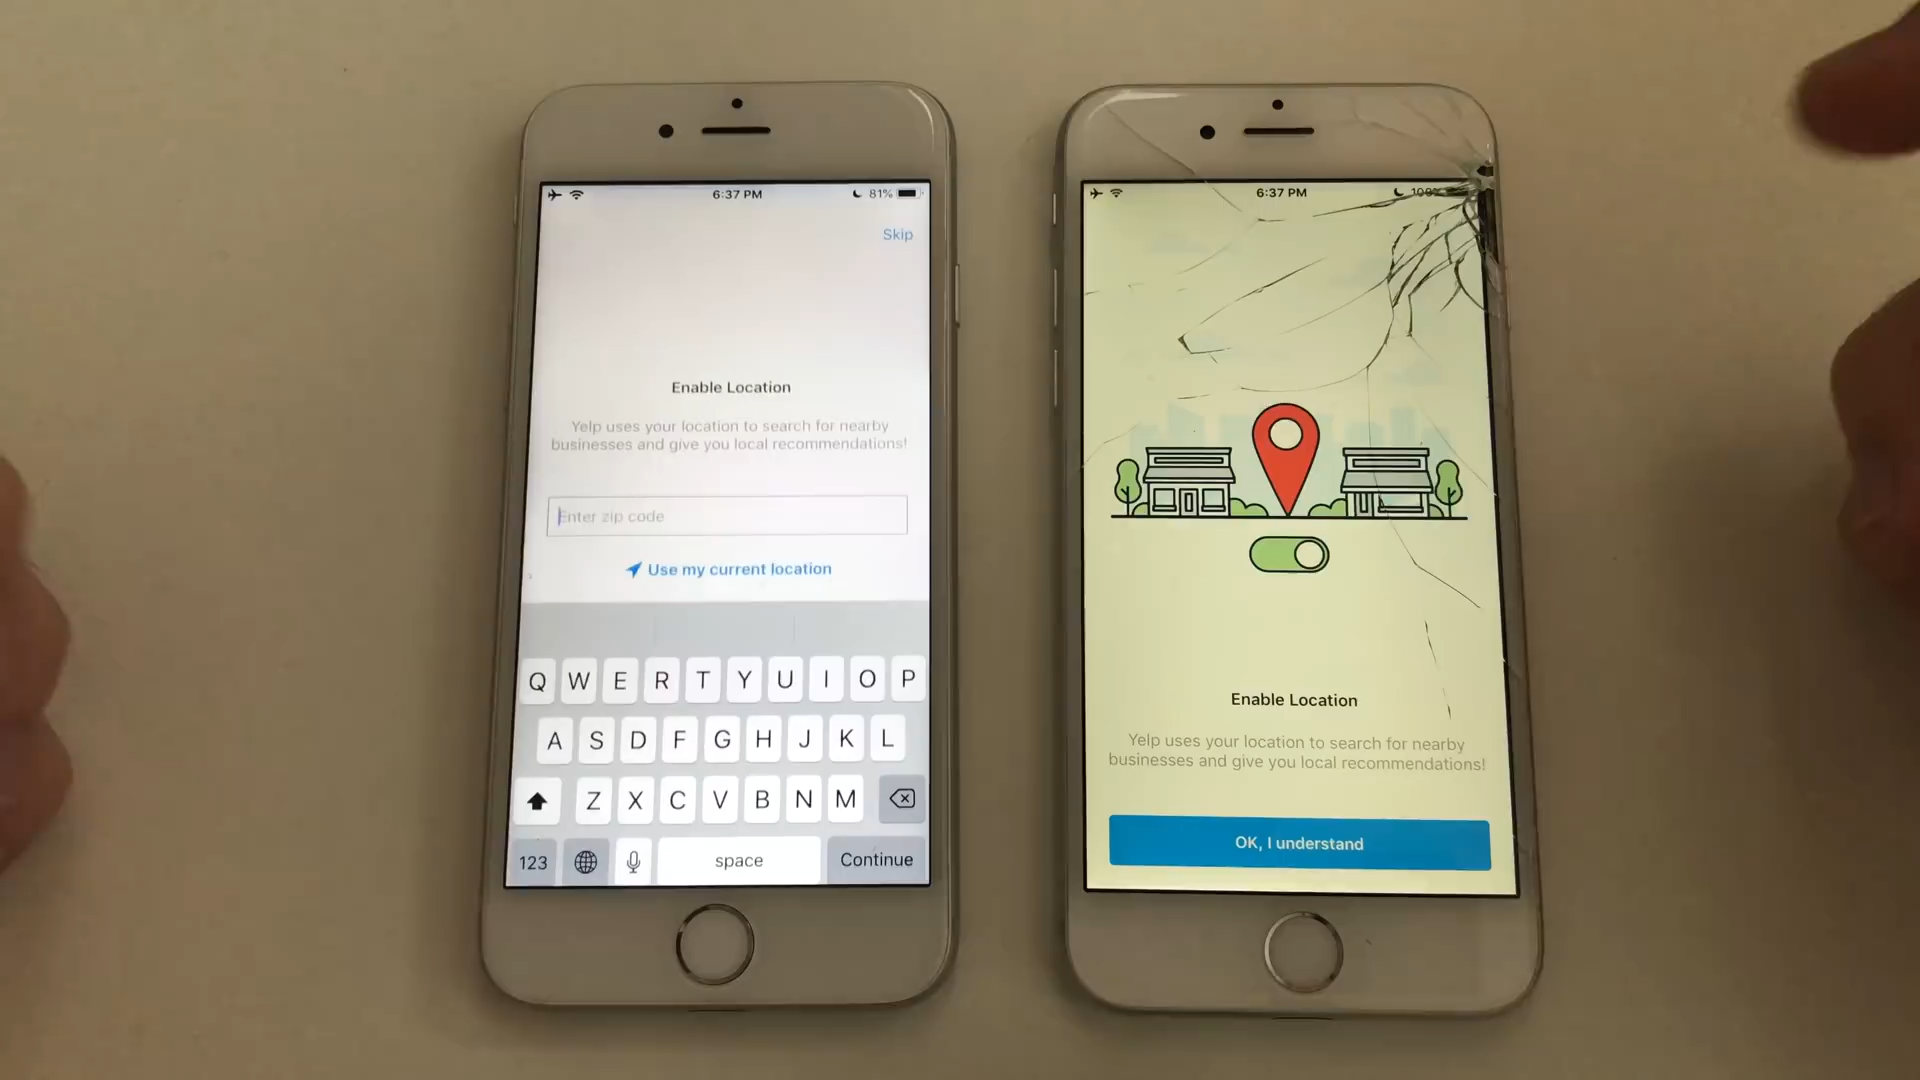 6:37 PM
81%
Skip
Enable Location
Yelp uses your location to search for nearby
businesses and give you local recommendations!
Enter zip code
Use my current location
Q W E R T Y U I O P
A S D F G H J K L
Z X C V B N M
123
space
Continue
6:37 PM
100%
Enable Location
Yelp uses your location to search for nearby
businesses and give you local recommendations!
OK, I understand